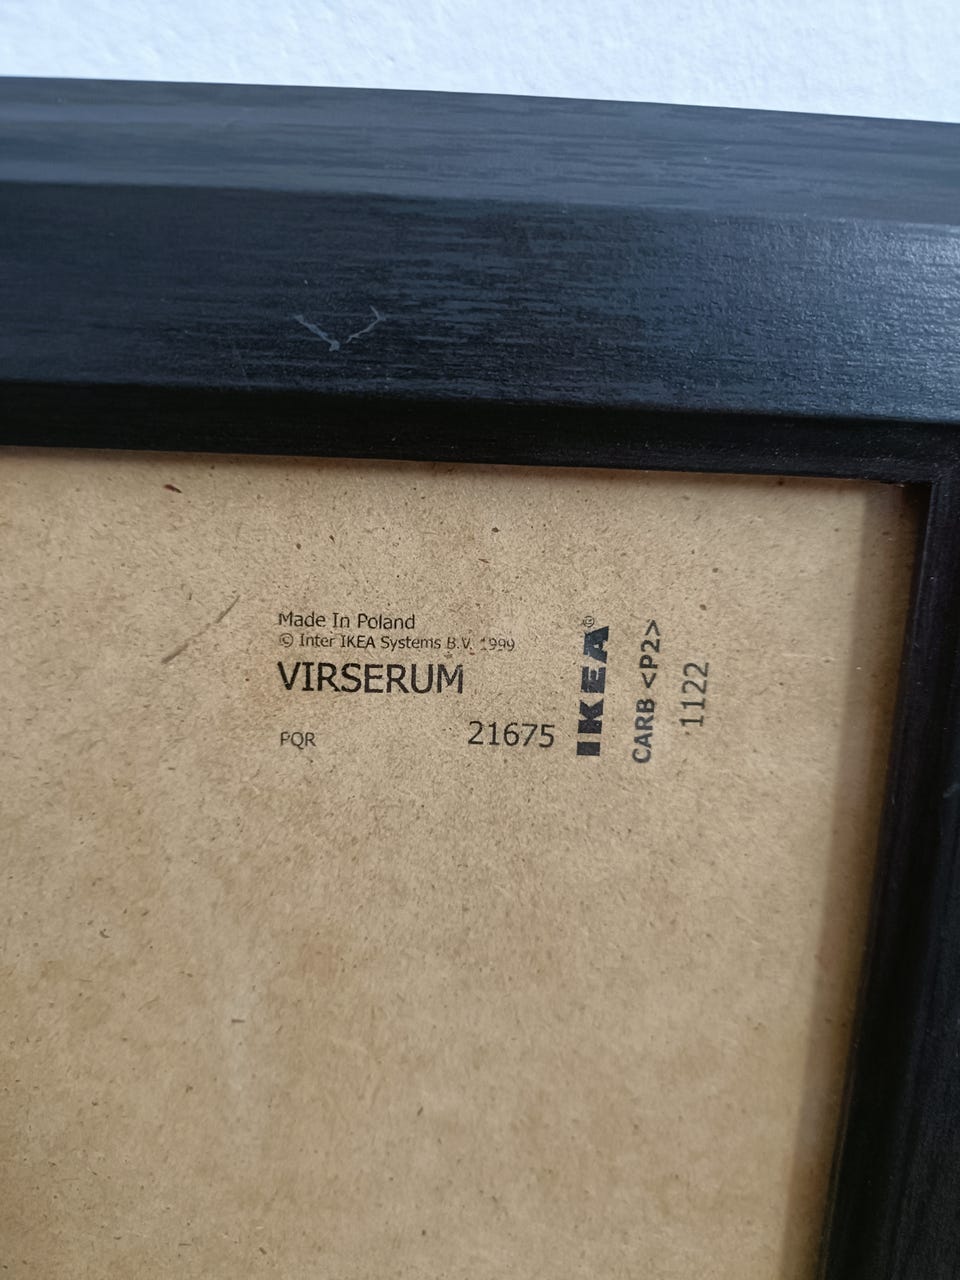 Made In Poland
© Inter IKEA Systems B.V. 1999
VIRSERUM
PQR 21675
IKEA®
CARB <P2>
1122